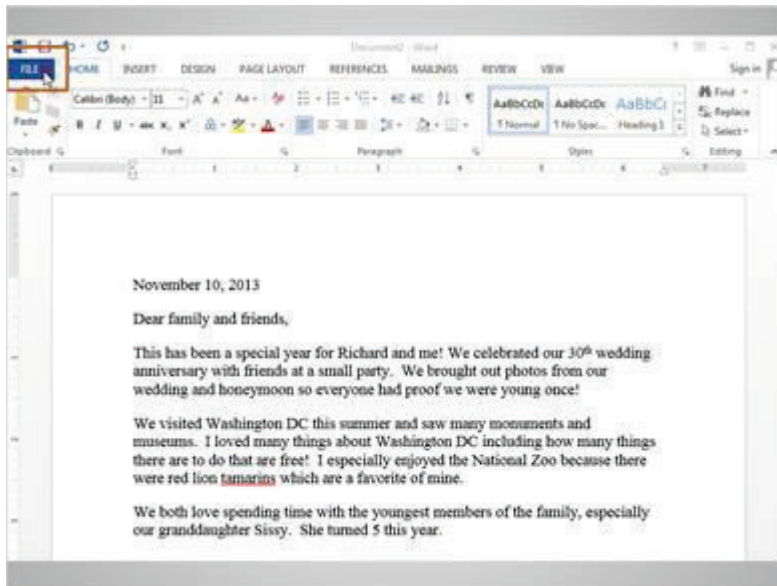 Document2 - Word
FILE HOME INSERT DESIGN PAGE LAYOUT REFERENCES MAILINGS REVIEW VIEW Sign in
Calibri (Body) 11 Aa Find
Paste B I U abc AaBbCcDc AaBbCcDc AaBbCc Replace
¶ Normal ¶ No Spac... Heading 1 Select
Clipboard Font Paragraph Styles Editing
November 10, 2013
Dear family and friends,
This has been a special year for Richard and me! We celebrated our 30th wedding
anniversary with friends at a small party. We brought out photos from our
wedding and honeymoon so everyone had proof we were young once!
We visited Washington DC this summer and saw many monuments and
museums. I loved many things about Washington DC including how many things
there are to do that are free! I especially enjoyed the National Zoo because there
were red lion tamarins which are a favorite of mine.
We both love spending time with the youngest members of the family, especially
our granddaughter Sissy. She turned 5 this year.